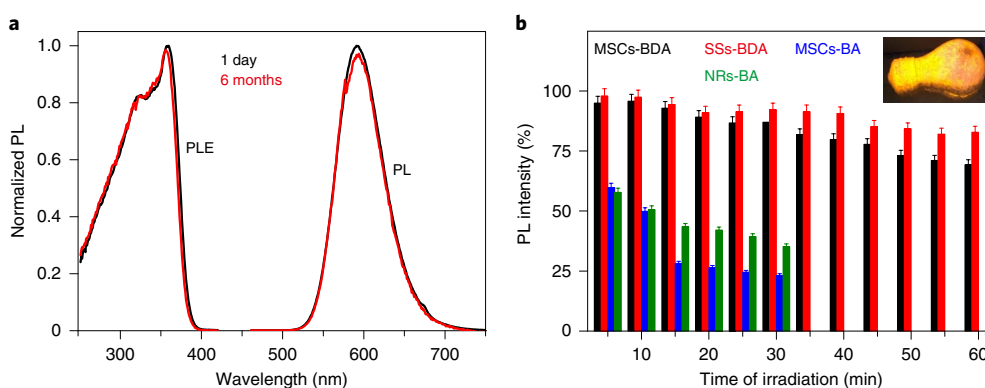 a
Normalized PL
1.0
0.8
0.6
0.4
0.2
0
1 day
6 months
PLE
PL
300 400 500 600 700
Wavelength (nm)
b
PL intensity (%)
100
75
50
25
0
MSCs-BDA SSs-BDA MSCs-BA
NRs-BA
10 20 30 40 50 60
Time of irradiation (min)